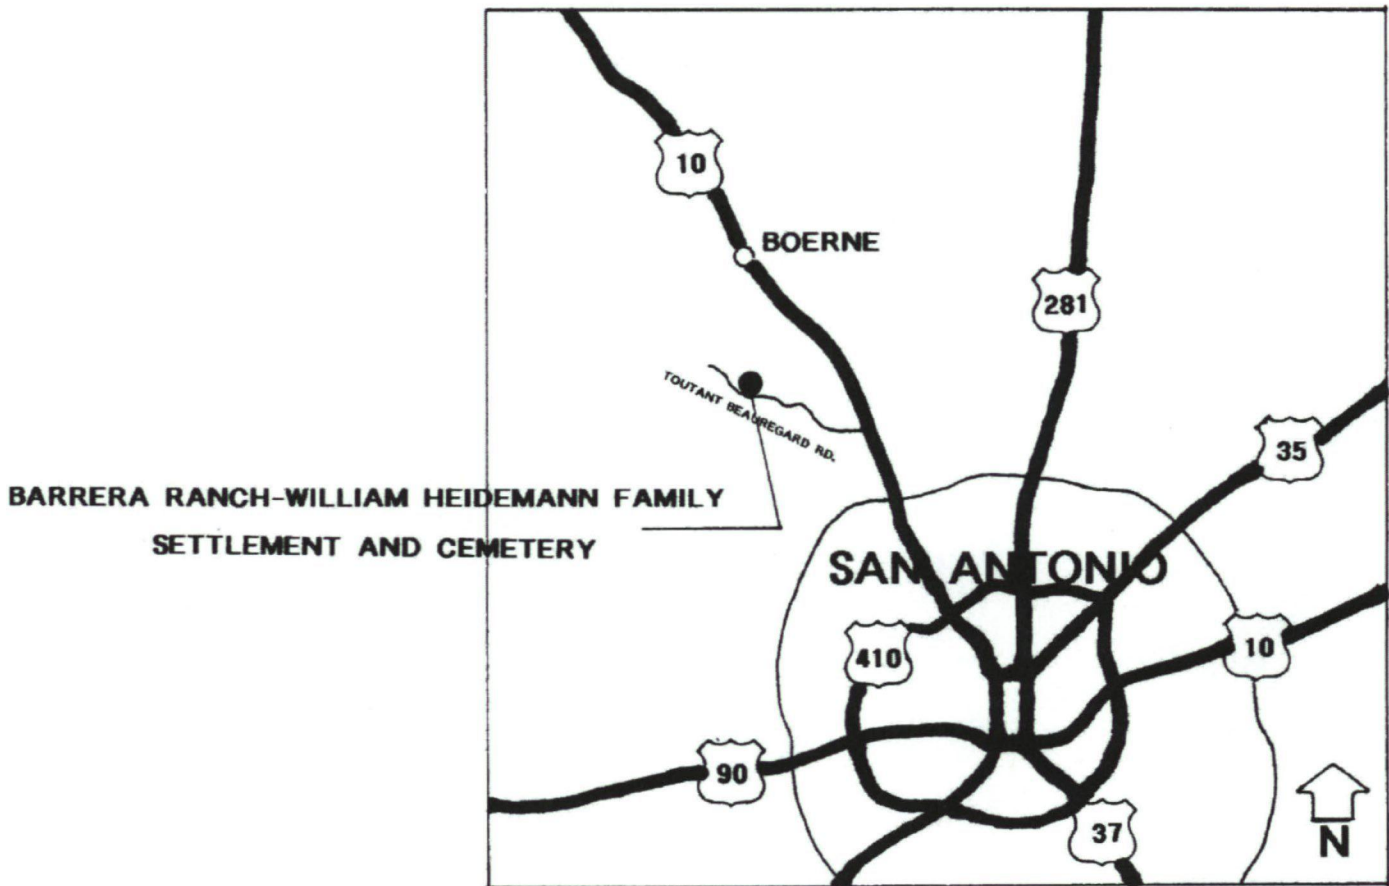 10
BOERNE
281
TOUTANT BEAUREGARD RD.
35
BARRERA RANCH-WILLIAM HEIDEMANN FAMILY
SETTLEMENT AND CEMETERY
SAN ANTONIO
410
10
90
37
N